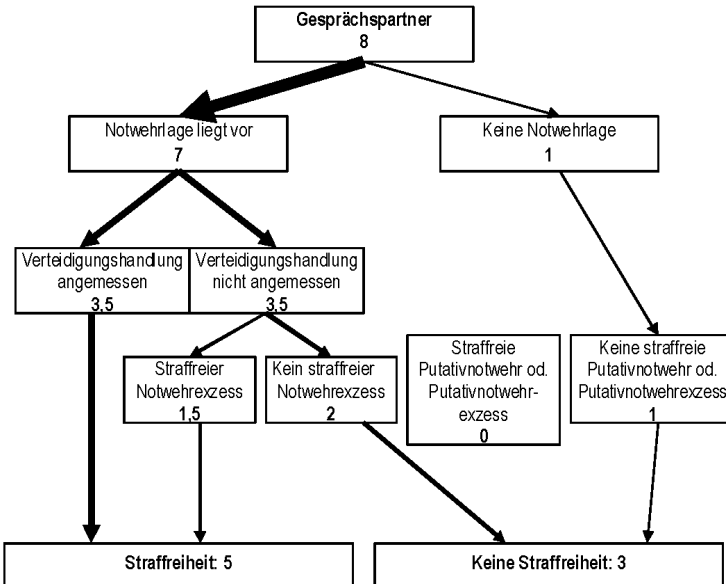 Gesprächspartner
8
Notwehrlage liegt vor
7
Keine Notwehrlage
1
Verteidigungshandlung
angemessen
3,5
Verteidigungshandlung
nicht angemessen
3,5
Straffreier
Notwehrexzess
1,5
Kein straffreier
Notwehrexzess
2
Straffreie
Putativnotwehr od.
Putativnotwehr-
exzess
0
Keine straffreie
Putativnotwehr od.
Putativnotwehrexzess
1
Straffreiheit: 5
Keine Straffreiheit: 3